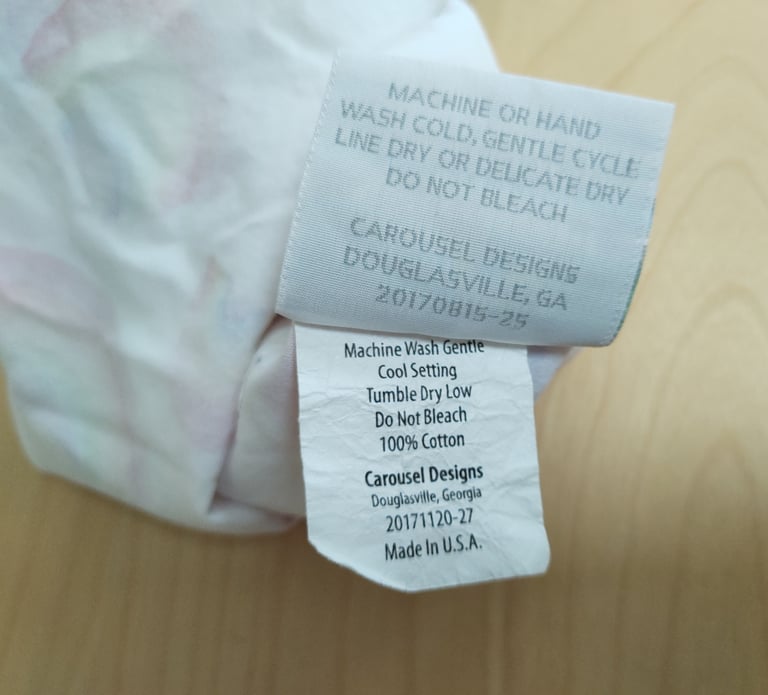 MACHINE OR HAND
WASH COLD, GENTLE CYCLE
LINE DRY OR DELICATE DRY
DO NOT BLEACH
CAROUSEL DESIGNS
DOUGLASVILLE, GA
20170815-25
Machine Wash Gentle
Cool Setting
Tumble Dry Low
Do Not Bleach
100% Cotton
Carousel Designs
Douglasville, Georgia
20171120-27
Made In U.S.A.